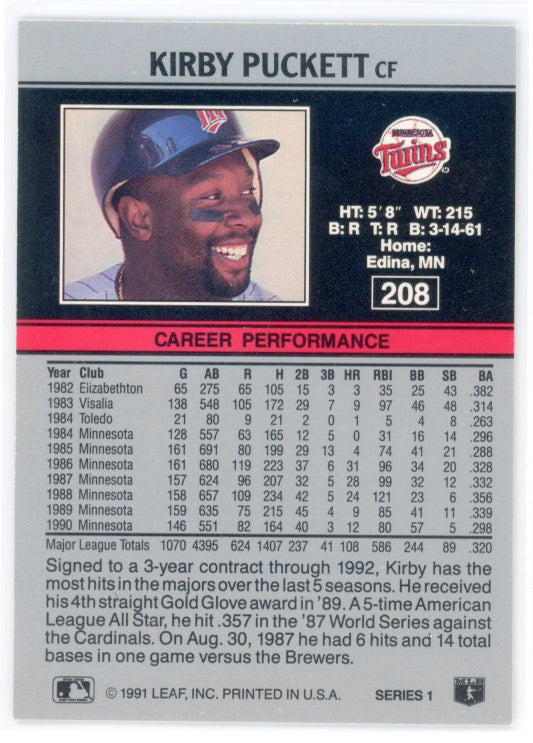 KIRBY PUCKETT CF
MINNESOTA
Twins
HT: 5'8" WT: 215
B: R T: R B: 3-14-61
Home:
Edina, MN
208
CAREER PERFORMANCE
Year Club G AB R H 2B 3B HR RBI BB SB BA
1982 Elizabethton 65 275 65 105 15 3 3 35 25 43 .382
1983 Visalia 138 548 105 172 29 7 9 97 46 48 .314
1984 Toledo 21 80 9 21 2 0 1 5 4 8 .263
1984 Minnesota 128 557 63 165 12 5 0 31 16 14 .296
1985 Minnesota 161 691 80 199 29 13 4 74 41 21 .288
1986 Minnesota 161 680 119 223 37 6 31 96 34 20 .328
1987 Minnesota 157 624 96 207 32 5 28 99 32 12 .332
1988 Minnesota 158 657 109 234 42 5 24 121 23 6 .356
1989 Minnesota 159 635 75 215 45 4 9 85 41 11 .339
1990 Minnesota 146 551 82 164 40 3 12 80 57 5 .298
Major League Totals 1070 4395 624 1407 237 41 108 586 244 89 .320
Signed to a 3-year contract through 1992, Kirby has the
most hits in the majors over the last 5 seasons. He received
his 4th straight Gold Glove award in '89. A 5-time American
League All Star, he hit .357 in the '87 World Series against
the Cardinals. On Aug. 30, 1987 he had 6 hits and 14 total
bases in one game versus the Brewers.
© 1991 LEAF, INC. PRINTED IN U.S.A. SERIES 1 MLB